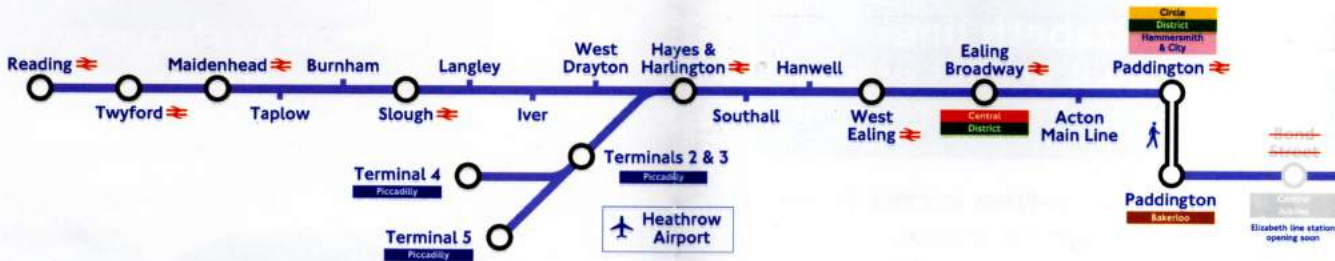 Circle
District
Hammersmith
& City
Reading
Maidenhead
Burnham
Langley
West
Drayton
Hayes &
Harlington
Hanwell
Ealing
Broadway
Paddington
Twyford
Taplow
Slough
Iver
Southall
West
Ealing
Central
District
Acton
Main Line
Bond
Street
Terminal 4
Piccadilly
Terminals 2 & 3
Piccadilly
Paddington
Bakerloo
Central
Jubilee
Elizabeth line station
opening soon
Terminal 5
Piccadilly
Heathrow
Airport